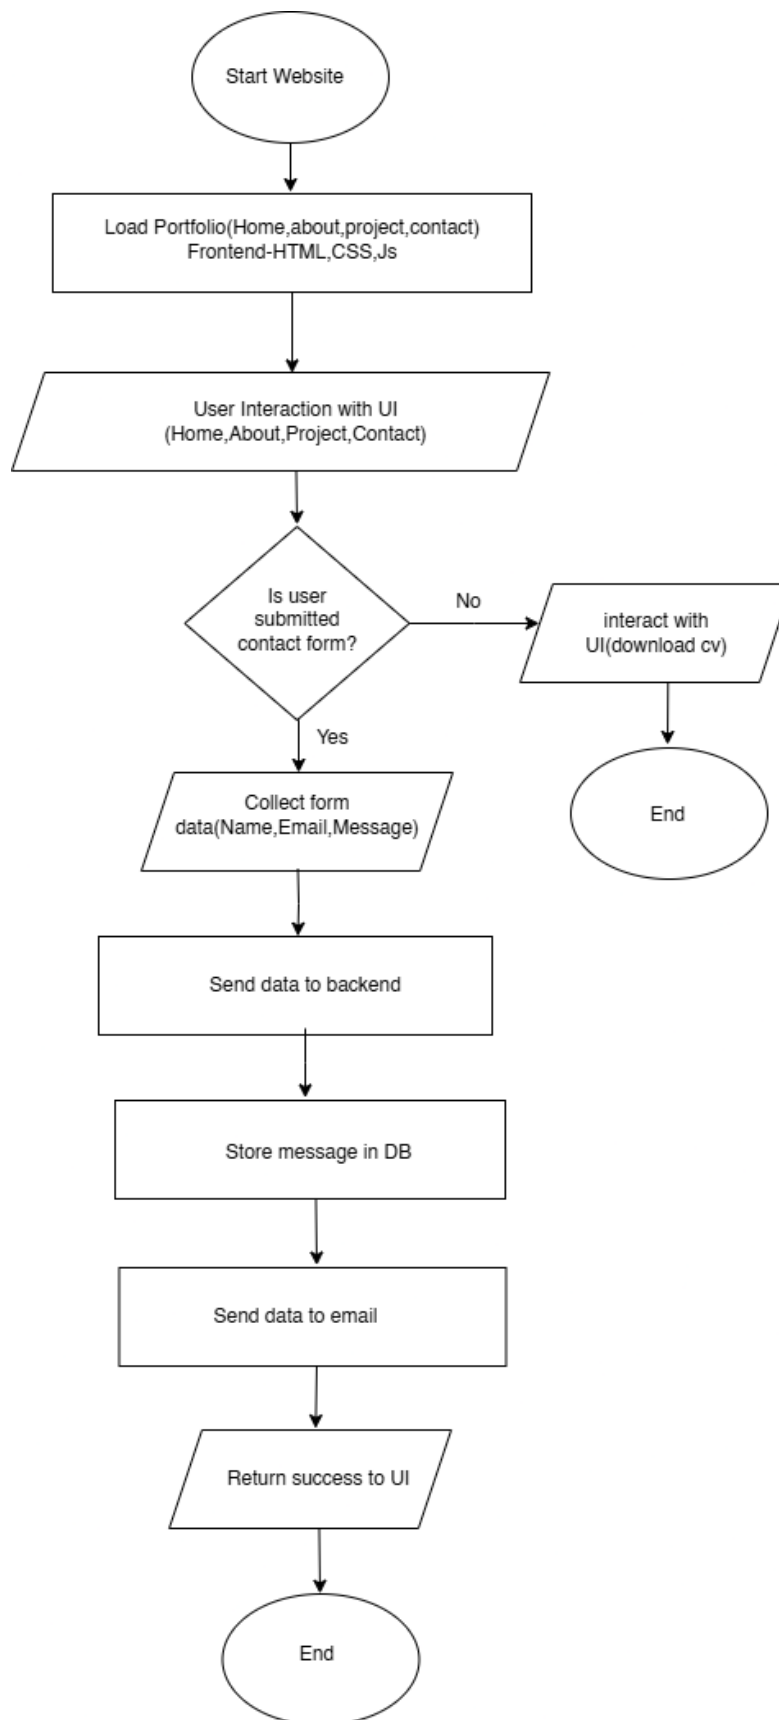 Start Website
Load Portfolio(Home,about,project,contact)
Frontend-HTML,CSS,Js
User Interaction with UI
(Home,About,Project,Contact)
Is user
submitted
contact form?
No
interact with
UI(download cv)
End
Yes
Collect form
data(Name,Email,Message)
Send data to backend
Store message in DB
Send data to email
Return success to UI
End